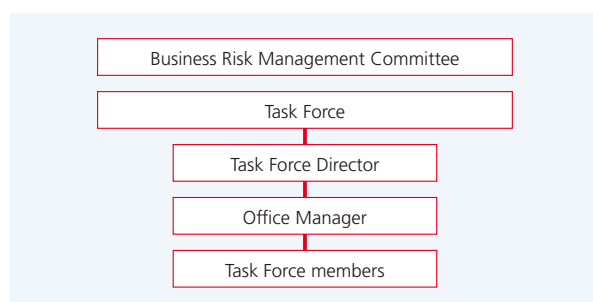 Business Risk Management Committee
Task Force
Task Force Director
Office Manager
Task Force members